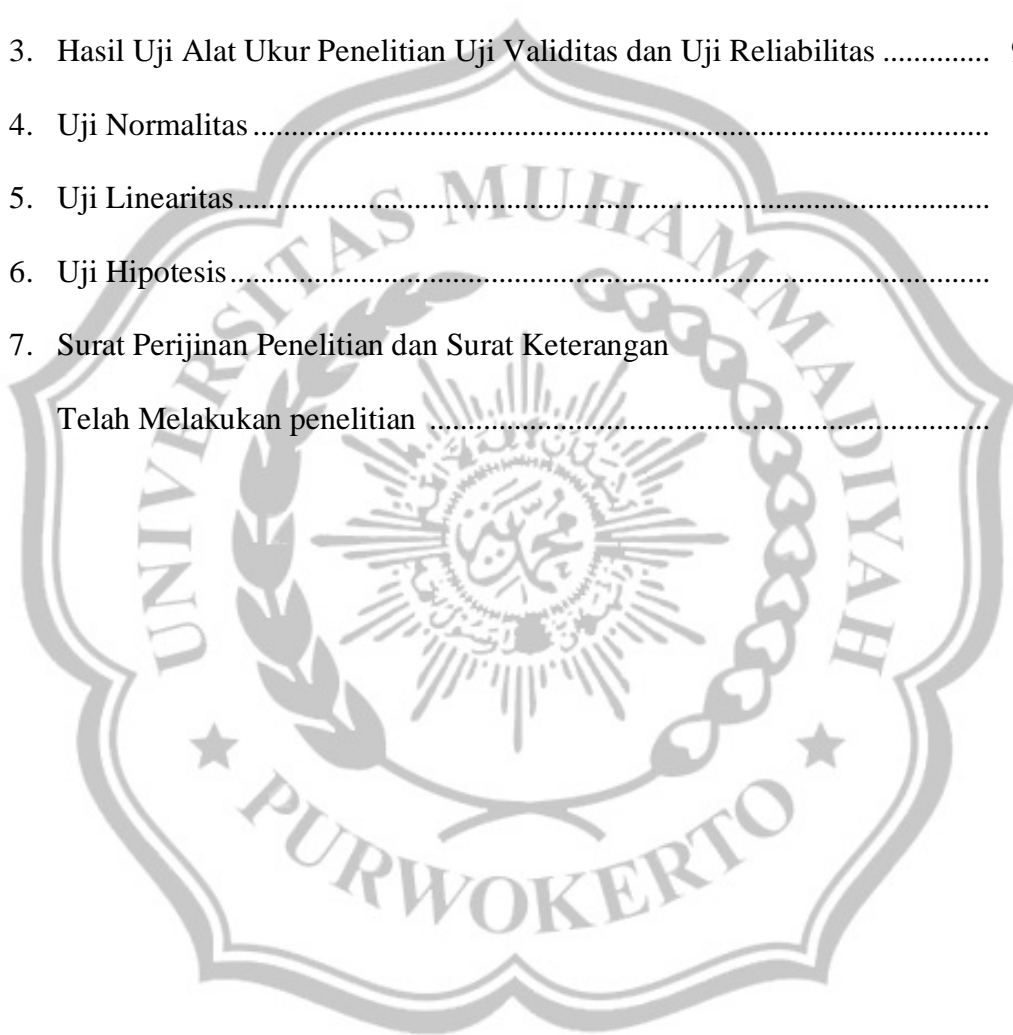 3. Hasil Uji Alat Ukur Penelitian Uji Validitas dan Uji Reliabilitas ..............
4. Uji Normalitas ...............................................................................................
5. Uji Linearitas .................................................................................................
6. Uji Hipotesis ..................................................................................................
7. Surat Perijinan Penelitian dan Surat Keterangan
Telah Melakukan penelitian ........................................................................
UNIVERSITAS MUHAMMADIYAH
PURWOKERTO